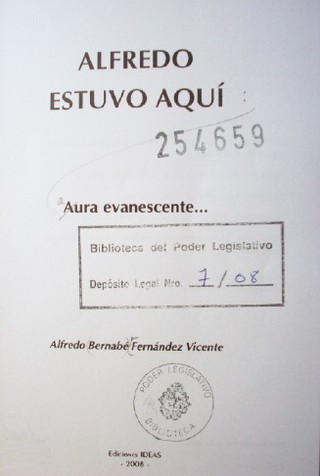 ALFREDO
ESTUVO AQUÍ :
254659
a
Aura evanescente...
Biblioteca del Poder Legislativo
Depósito Legal Nro. 7/08
Alfredo Bernabé Fernández Vicente
PODER LEGISLATIVO
BIBLIOTECA
Ediciones IDEAS
- 2008 -